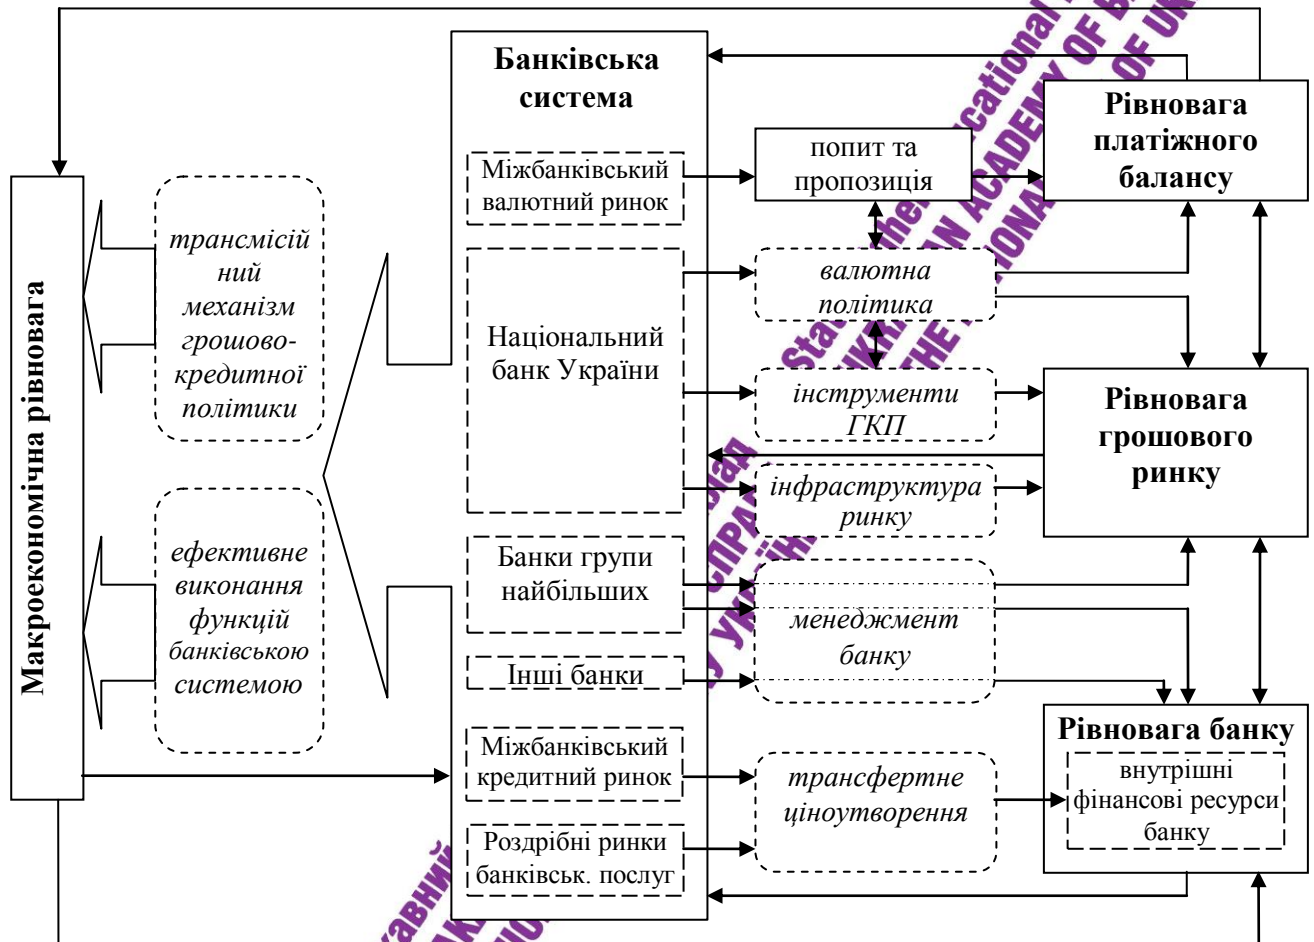 Банківська
система
Рівновага
платіжного
балансу
попит та
пропозиція
Міжбанківський
валютний ринок
трансмісій
ний
механізм
грошово-
кредитної
політики
валютна
політика
Національний
банк України
Макроекономічна рівновага
інструменти
ГКП
Рівновага
грошового
ринку
інфраструктура
ринку
ефективне
виконання
функцій
банківською
системою
Банки групи
найбільших
менеджмент
банку
Інші банки
Рівновага банку
внутрішні
фінансові ресурси
банку
Міжбанківський
кредитний ринок
трансфертне
ціноутворення
Роздрібні ринки
банківськ. послуг